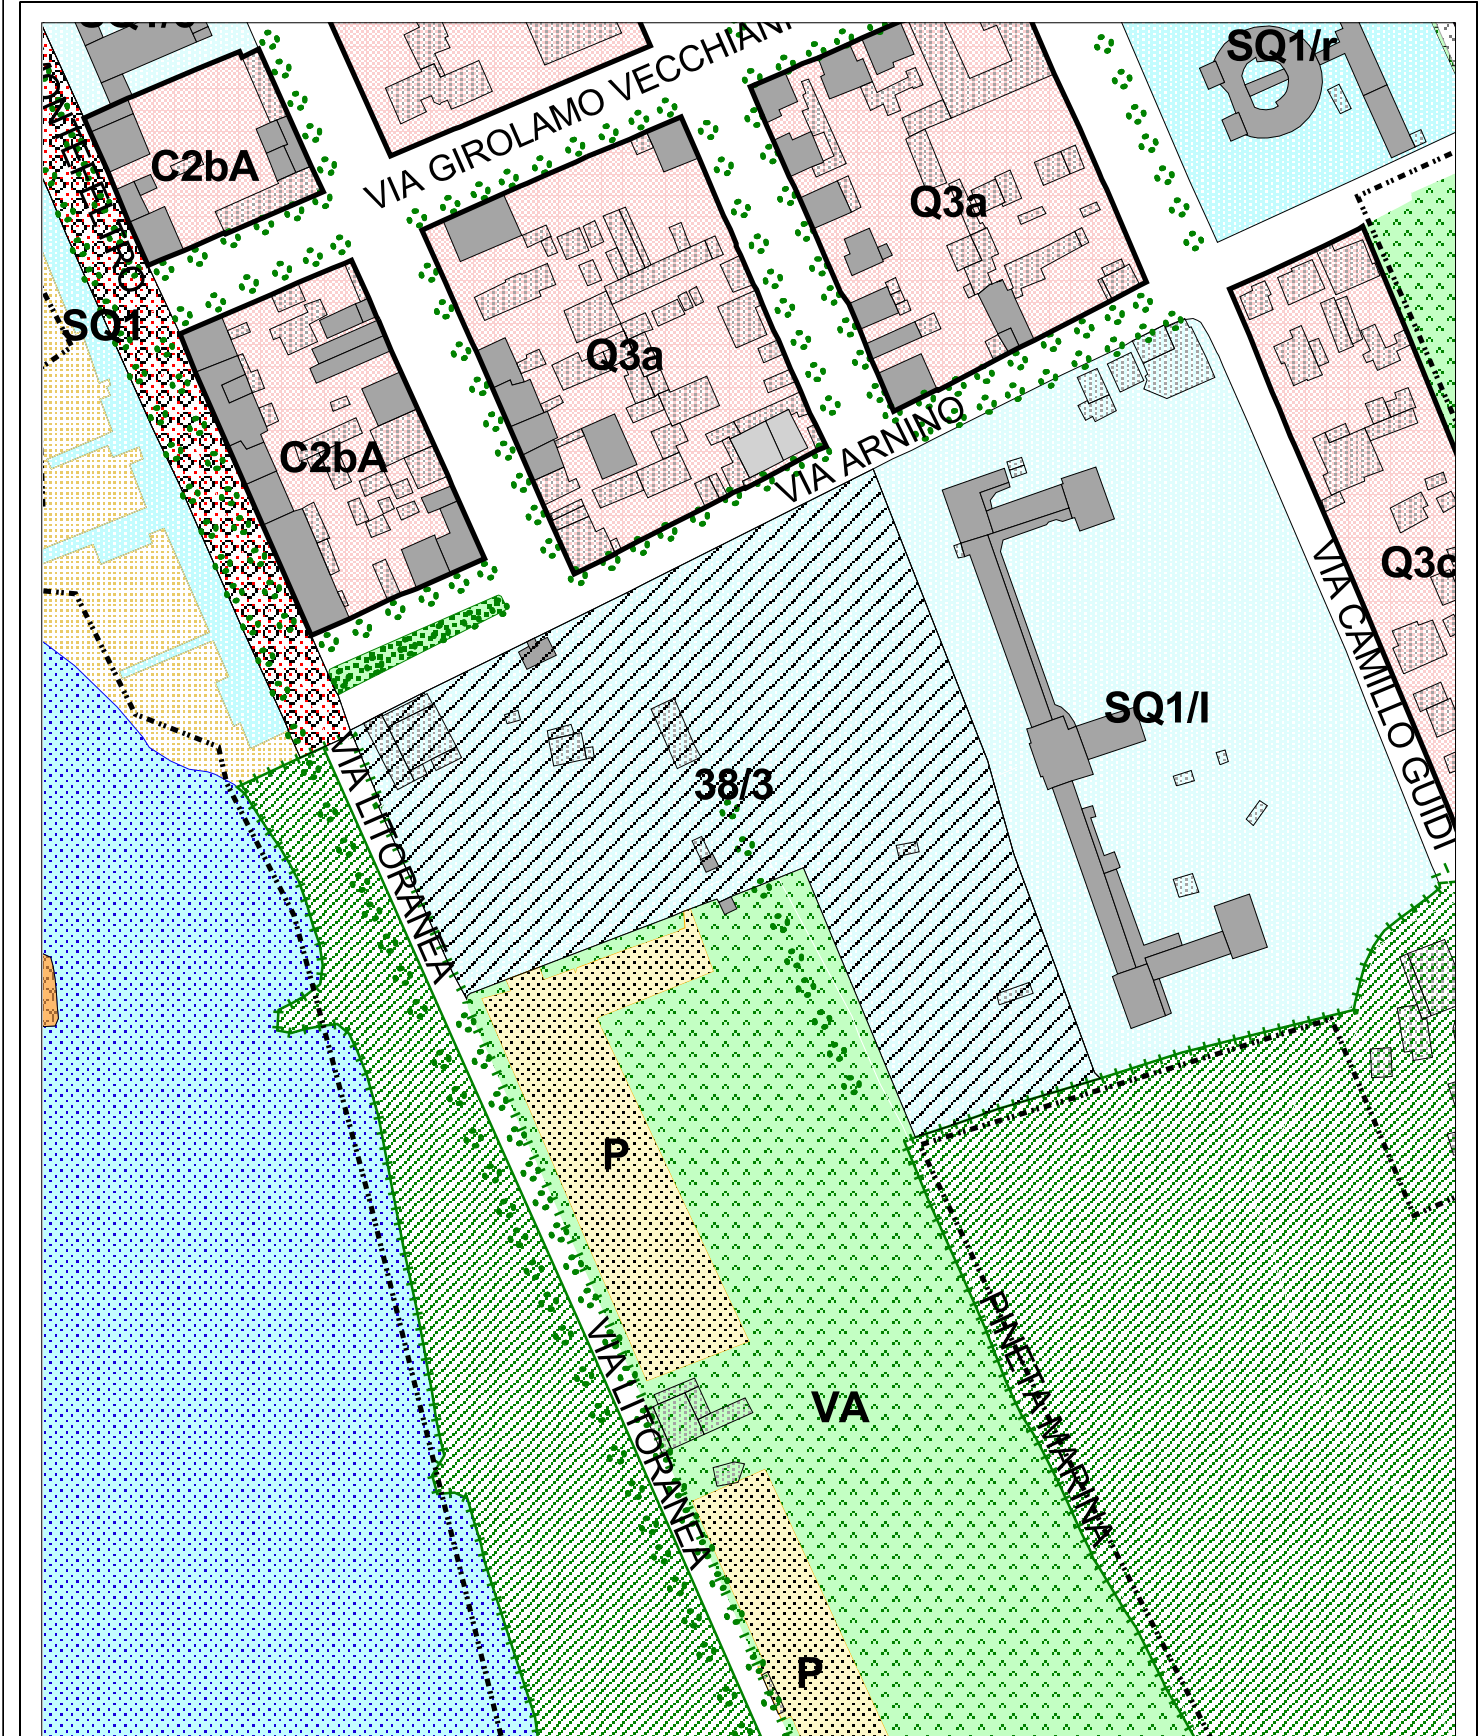 SQ1/r
VIA GIROLAMO VECCHIANI
C2bA
Q3a
SQ1
Q3a
C2bA
VIA ARNINO
Q3c
VIA CAMILLO GUIDI
SQ1/I
38/3
VIA LITORANEA
P
PINETA MARINA
VIA LITORANEA
VA
P